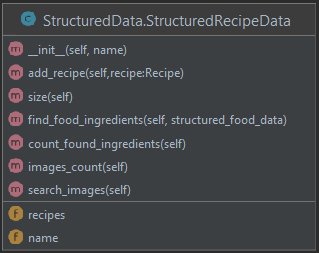 C StructuredData.StructuredRecipeData
m __init__(self, name)
m add_recipe(self,recipe:Recipe)
m size(self)
m find_food_ingredients(self, structured_food_data)
m count_found_ingredients(self)
m images_count(self)
m search_images(self)
f recipes
f name